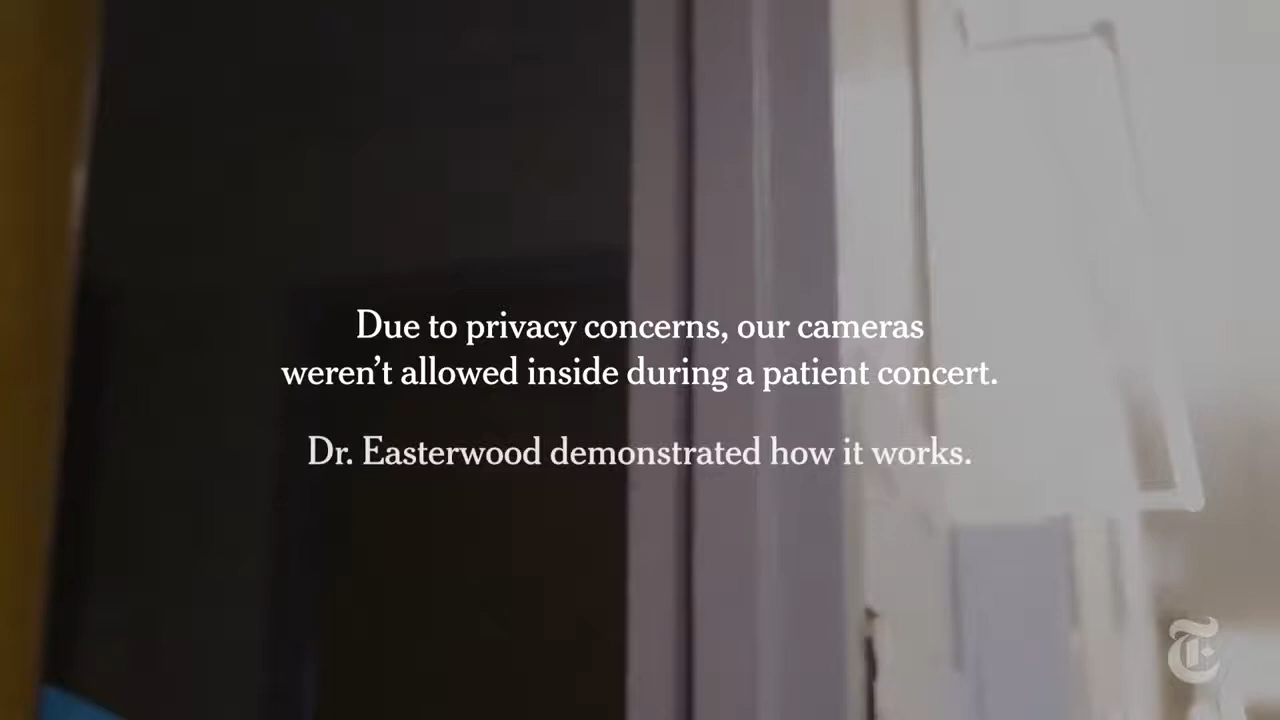 Due to privacy concerns, our cameras
weren't allowed inside during a patient concert.
Dr. Easterwood demonstrated how it works.